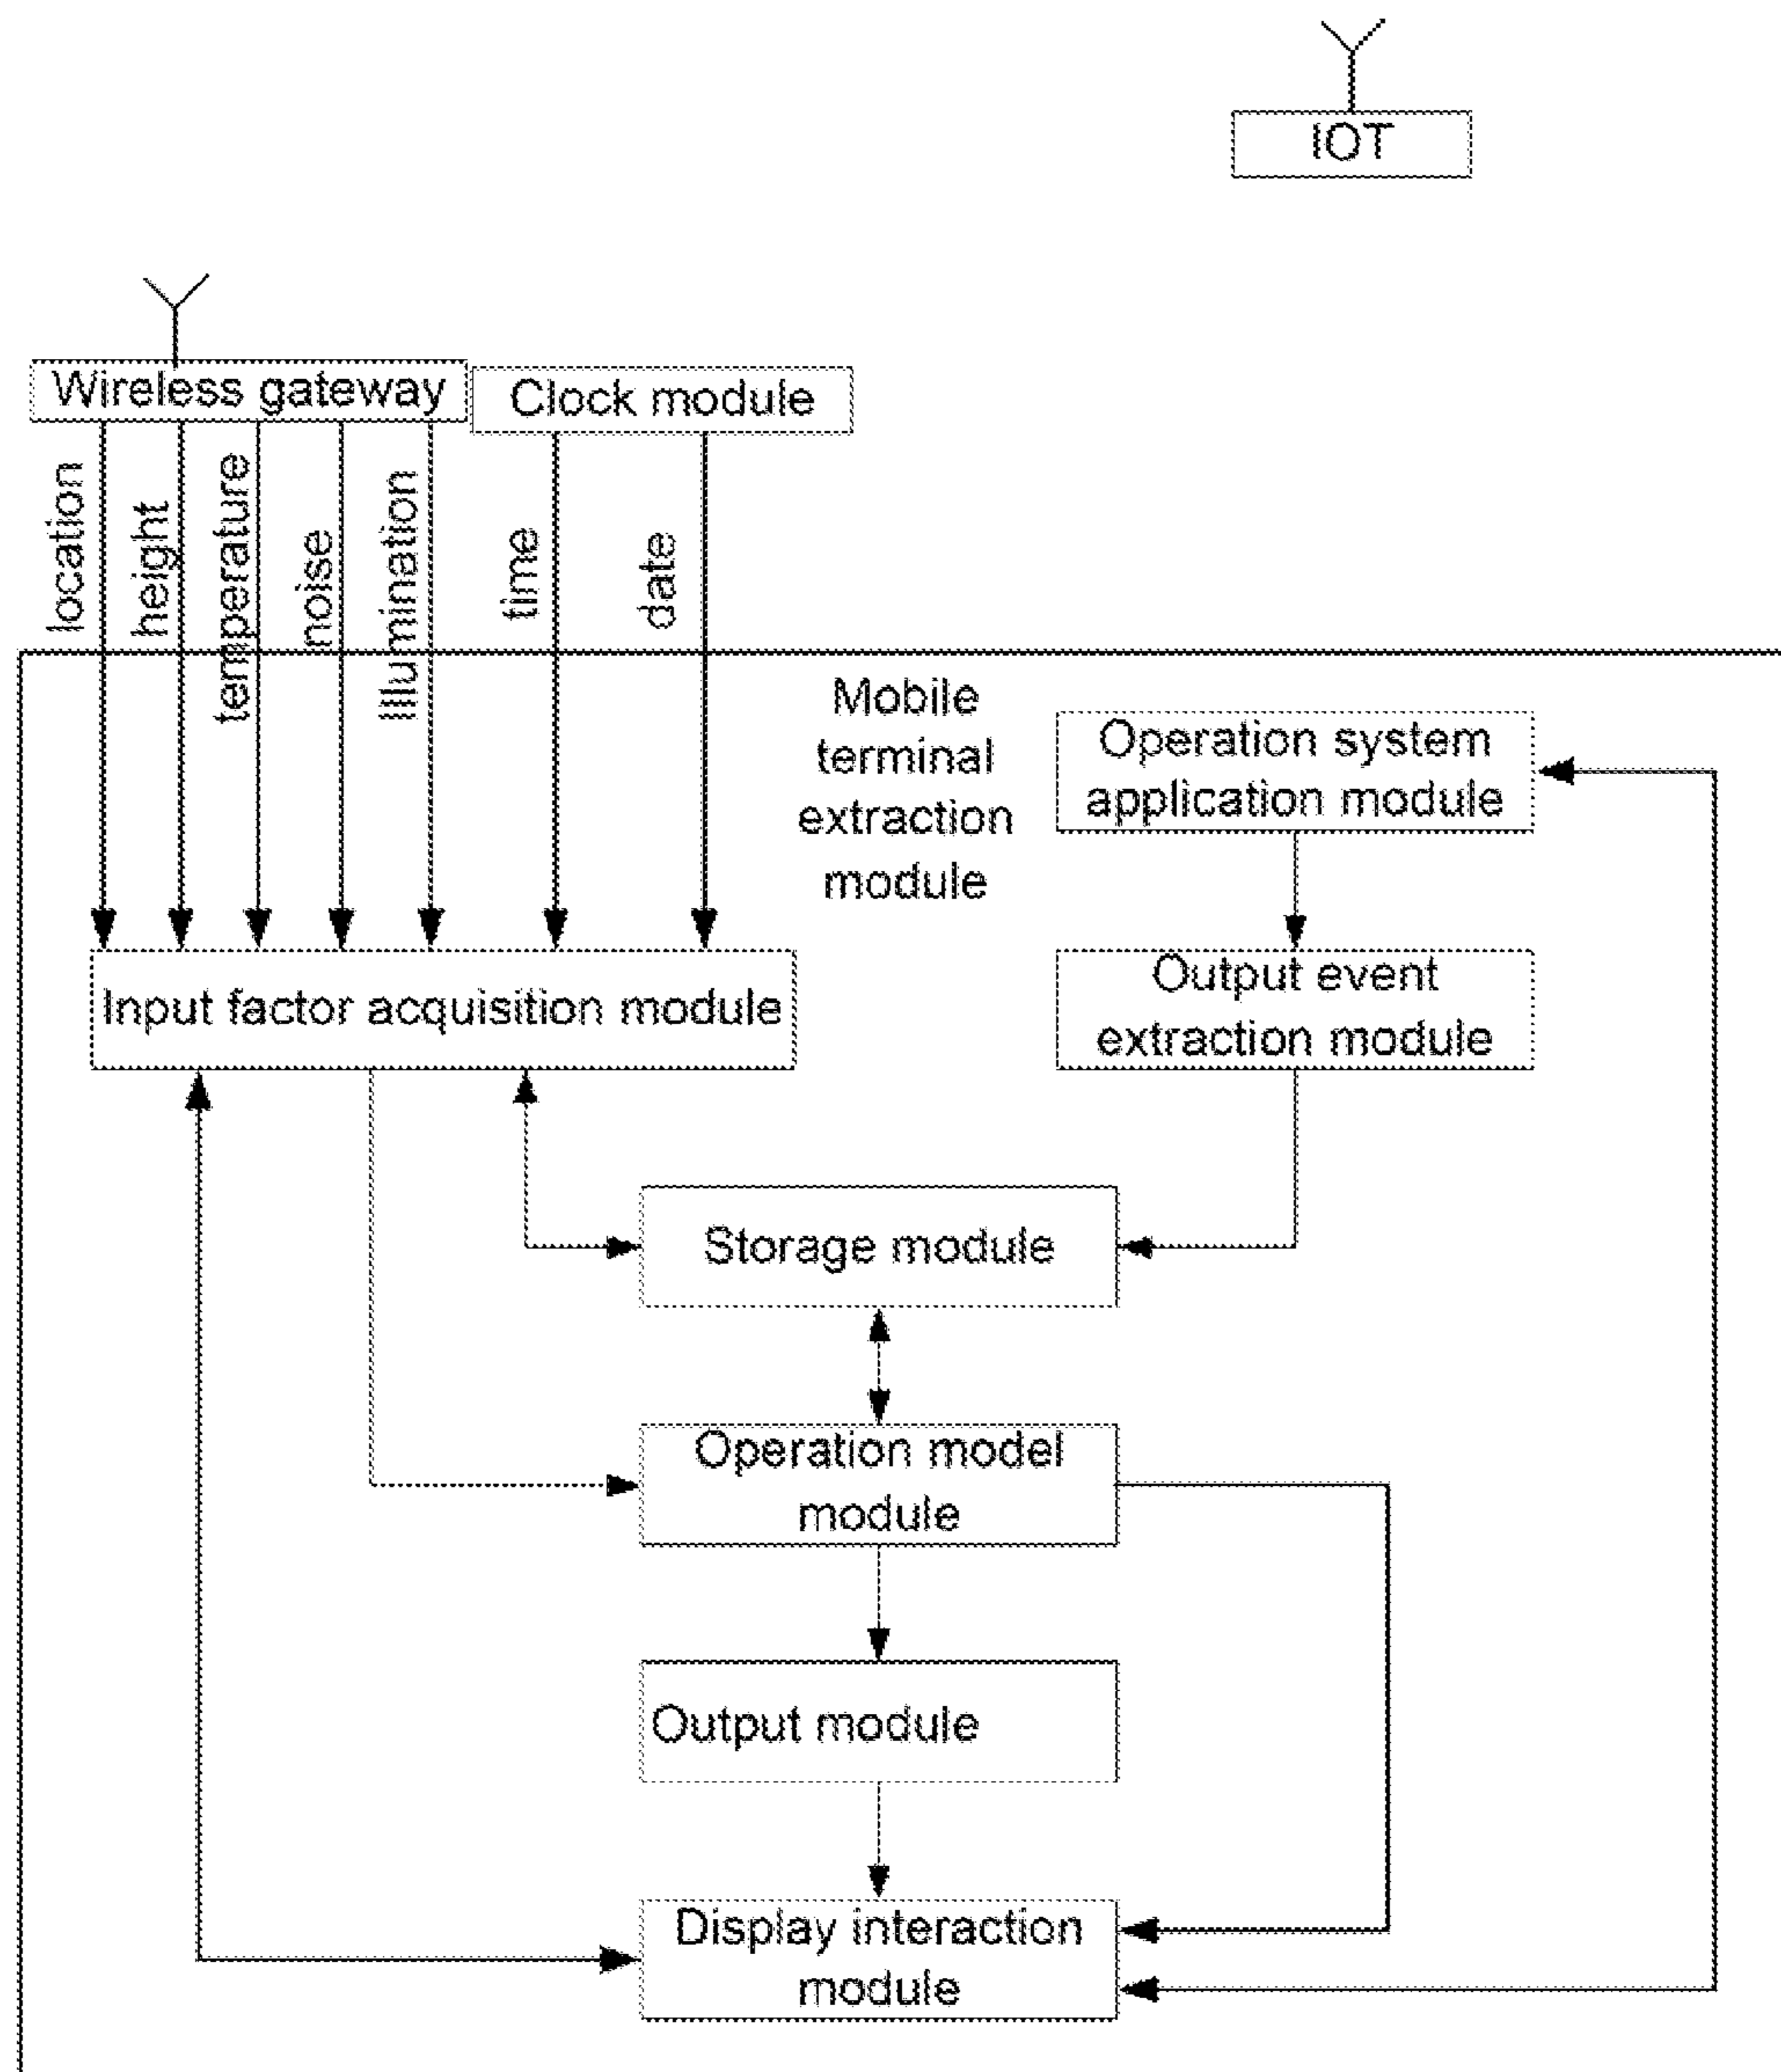 IOT
Wireless gateway
Clock module
location
height
temperature
noise
Illumination
time
date
Mobile
terminal
extraction
module
Operation system
application module
Input factor acquisition module
Output event
extraction module
Storage module
Operation model
module
Output module
Display interaction
module